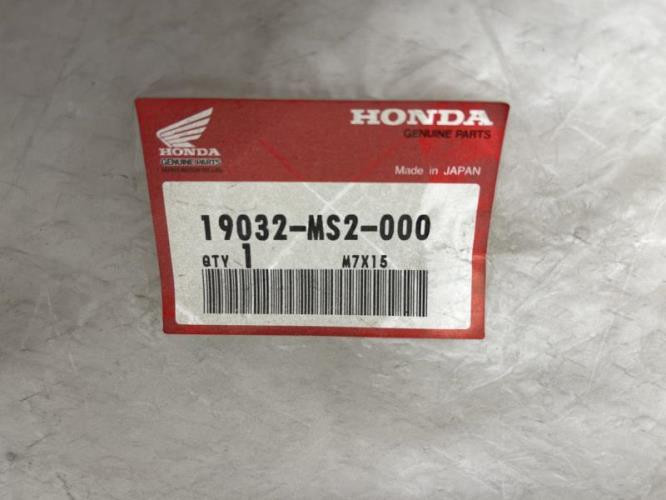 HONDA
GENUINE PARTS
HONDA
GENUINE PARTS
Made in JAPAN
19032-MS2-000
QTY 1 M7X15